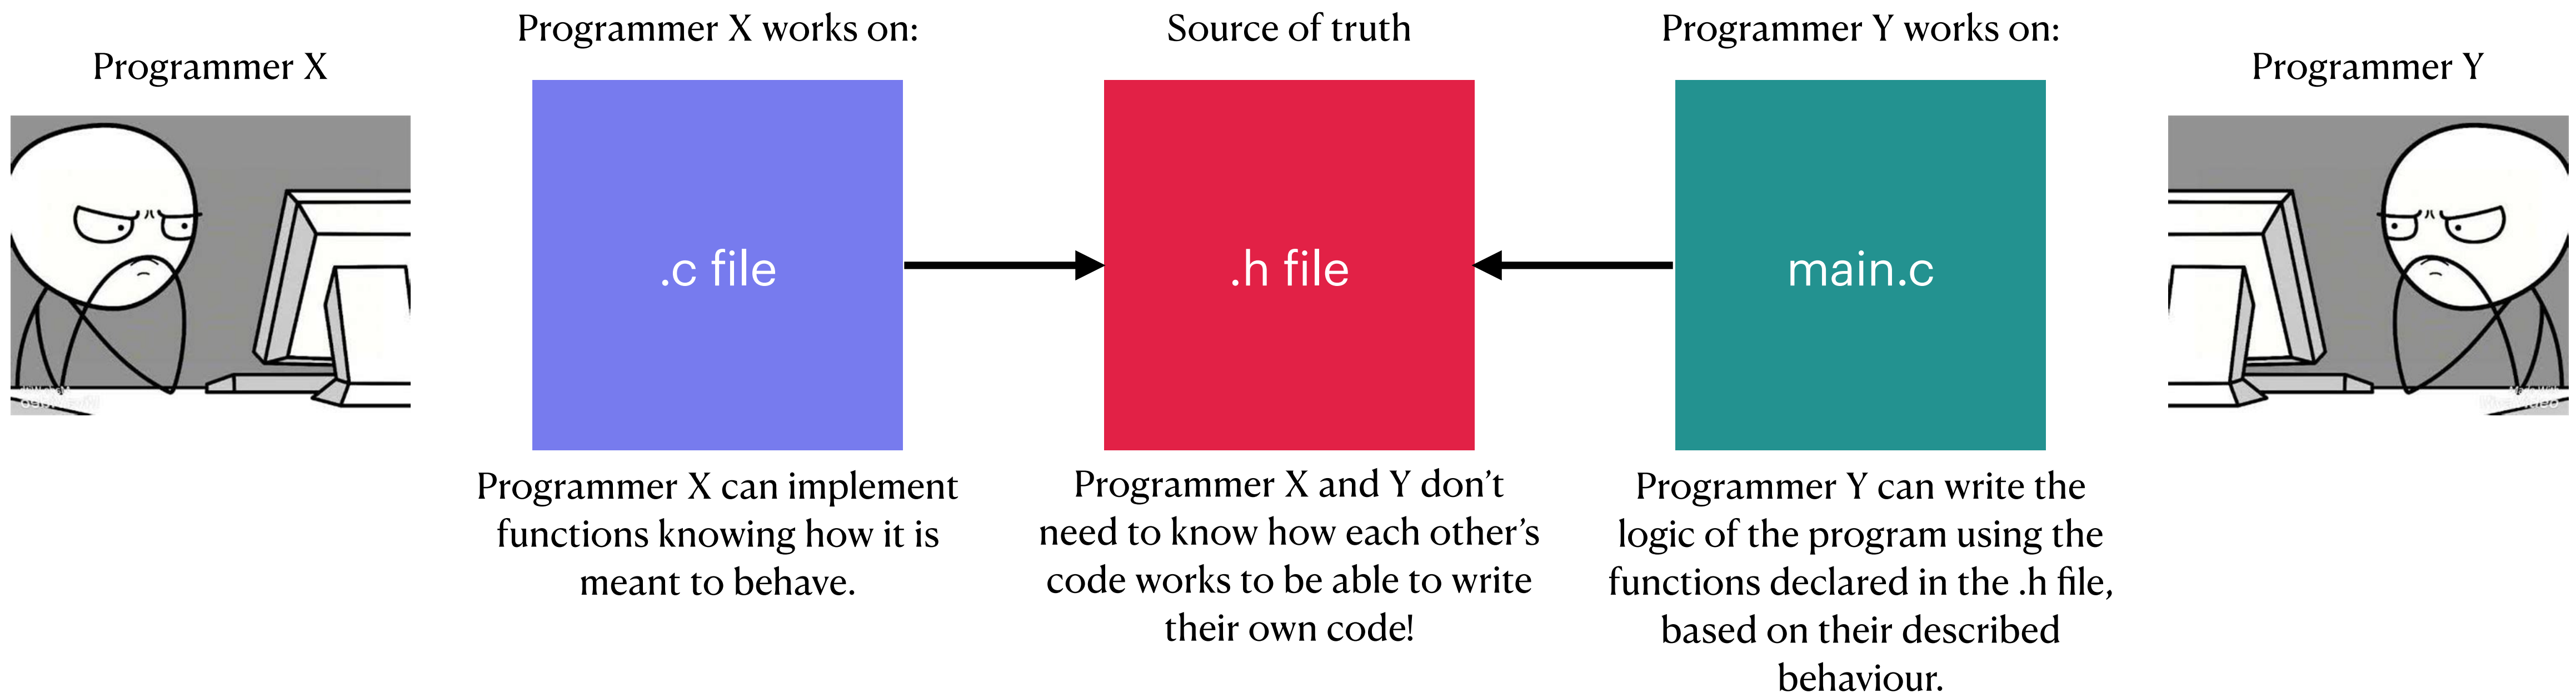 Programmer X
Programmer X works on:
.c file
Programmer X can implement
functions knowing how it is
meant to behave.
Source of truth
.h file
Programmer X and Y don’t
need to know how each other’s
code works to be able to write
their own code!
Programmer Y works on:
main.c
Programmer Y can write the
logic of the program using the
functions declared in the .h file,
based on their described
behaviour.
Programmer Y